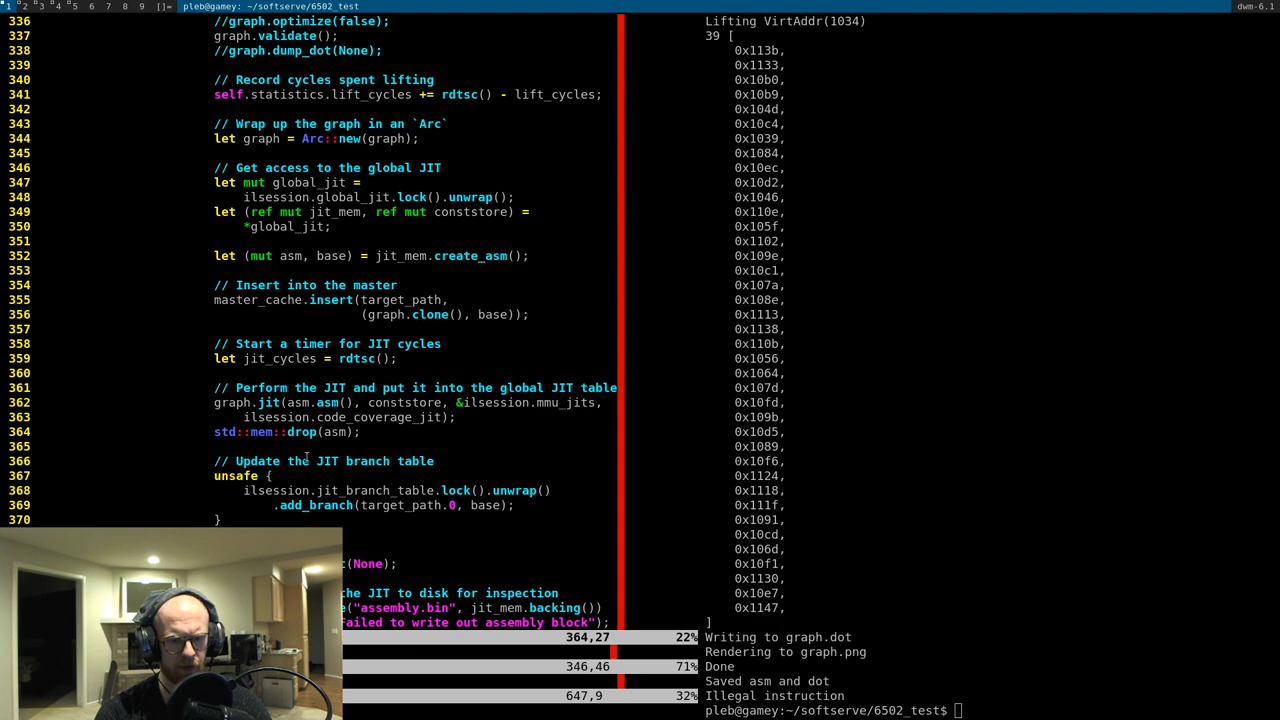 1 2 3 4 5 6 7 8 9 []= pleb@gamey: ~/softserve/6502_test dwm-6.1
336 //graph.optimize(false);
337 graph.validate();
338 //graph.dump_dot(None);
339
340 // Record cycles spent lifting
341 self.statistics.lift_cycles += rdtsc() - lift_cycles;
342
343 // Wrap up the graph in an `Arc`
344 let graph = Arc::new(graph);
345
346 // Get access to the global JIT
347 let mut global_jit =
348 ilsession.global_jit.lock().unwrap();
349 let (ref mut jit_mem, ref mut conststore) =
350 *global_jit;
351
352 let (mut asm, base) = jit_mem.create_asm();
353
354 // Insert into the master
355 master_cache.insert(target_path,
356 (graph.clone(), base));
357
358 // Start a timer for JIT cycles
359 let jit_cycles = rdtsc();
360
361 // Perform the JIT and put it into the global JIT table
362 graph.jit(asm.asm(), conststore, &ilsession.mmu_jits,
363 ilsession.code_coverage_jit);
364 std::mem::drop(asm);
365
366 // Update the JIT branch table
367 unsafe {
368 ilsession.jit_branch_table.lock().unwrap()
369 .add_branch(target_path.0, base);
370 }
(None);
the JIT to disk for inspection
("assembly.bin", jit_mem.backing())
Failed to write out assembly block");
364,27 22%
346,46 71%
647,9 32%
Lifting VirtAddr(1034)
39 [
0x113b,
0x1133,
0x10b0,
0x10b9,
0x104d,
0x10c4,
0x1039,
0x1084,
0x10ec,
0x10d2,
0x1046,
0x110e,
0x105f,
0x1102,
0x109e,
0x10c1,
0x107a,
0x108e,
0x1113,
0x1138,
0x110b,
0x1056,
0x1064,
0x107d,
0x10fd,
0x109b,
0x10d5,
0x1089,
0x10f6,
0x1124,
0x1118,
0x111f,
0x1091,
0x10cd,
0x106d,
0x10f1,
0x1130,
0x10e7,
0x1147,
]
Writing to graph.dot
Rendering to graph.png
Done
Saved asm and dot
Illegal instruction
pleb@gamey:~/softserve/6502_test$